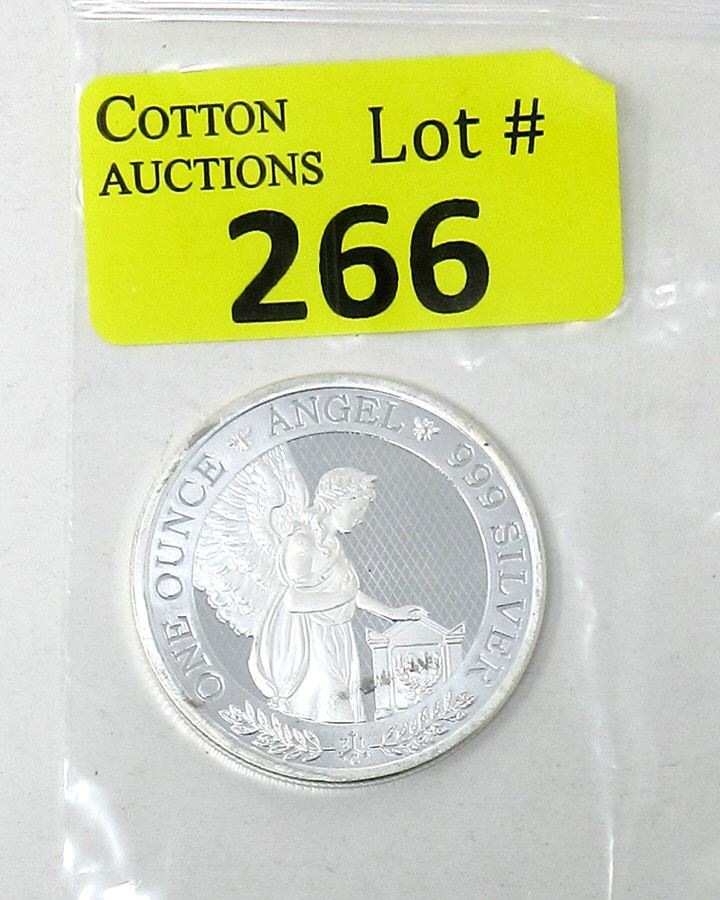 COTTON
AUCTIONS
Lot #
266
ONE OUNCE ANGEL 999 SILVER